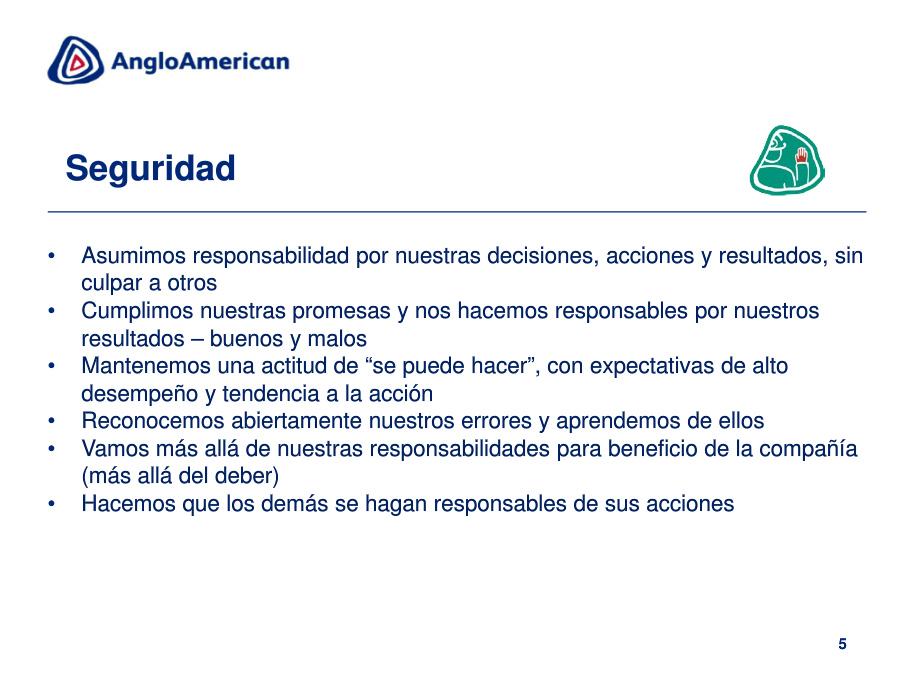 AngloAmerican
Seguridad
• Asumimos responsabilidad por nuestras decisiones, acciones y resultados, sin
culpar a otros
• Cumplimos nuestras promesas y nos hacemos responsables por nuestros
resultados – buenos y malos
• Mantenemos una actitud de “se puede hacer”, con expectativas de alto
desempeño y tendencia a la acción
• Reconocemos abiertamente nuestros errores y aprendemos de ellos
• Vamos más allá de nuestras responsabilidades para beneficio de la compañía
(más allá del deber)
• Hacemos que los demás se hagan responsables de sus acciones
5